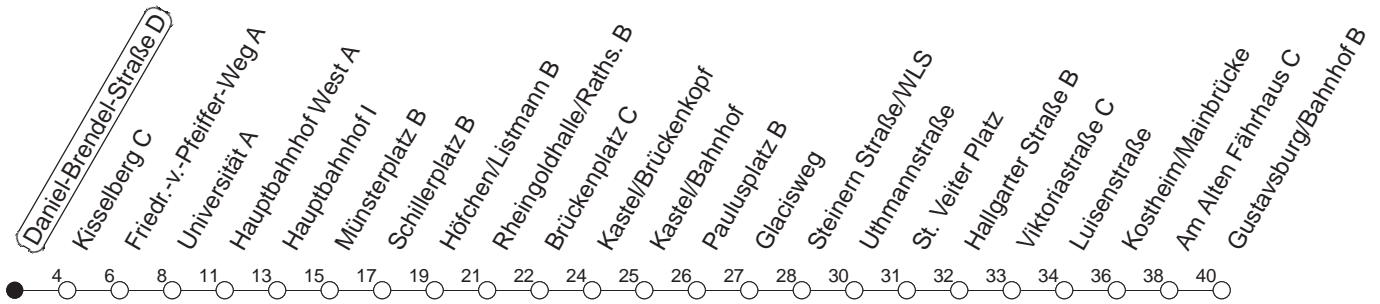 Daniel-Brendel-Straße D
Kisselberg C
Friedr.-v.-Pfeiffer-Weg A
Universität A
Hauptbahnhof West A
Hauptbahnhof I
Münsterplatz B
Schillerplatz B
Höfchen/Listmann B
Rheingoldhalle/Raths. B
Brückenplatz C
Kastel/Brückenkopf
Kastel/Bahnhof
Paulusplatz B
Glacisweg
Steinern Straße/WLS
Uthmannstraße
St. Veiter Platz
Hallgarter Straße B
Viktoriastraße C
Luisenstraße
Kostheim/Mainbrücke
Am Alten Fährhaus C
Gustavsburg/Bahnhof B
4 6 8 11 13 15 17 19 21 22 24 25 26 27 28 30 31 32 33 34 36 38 40